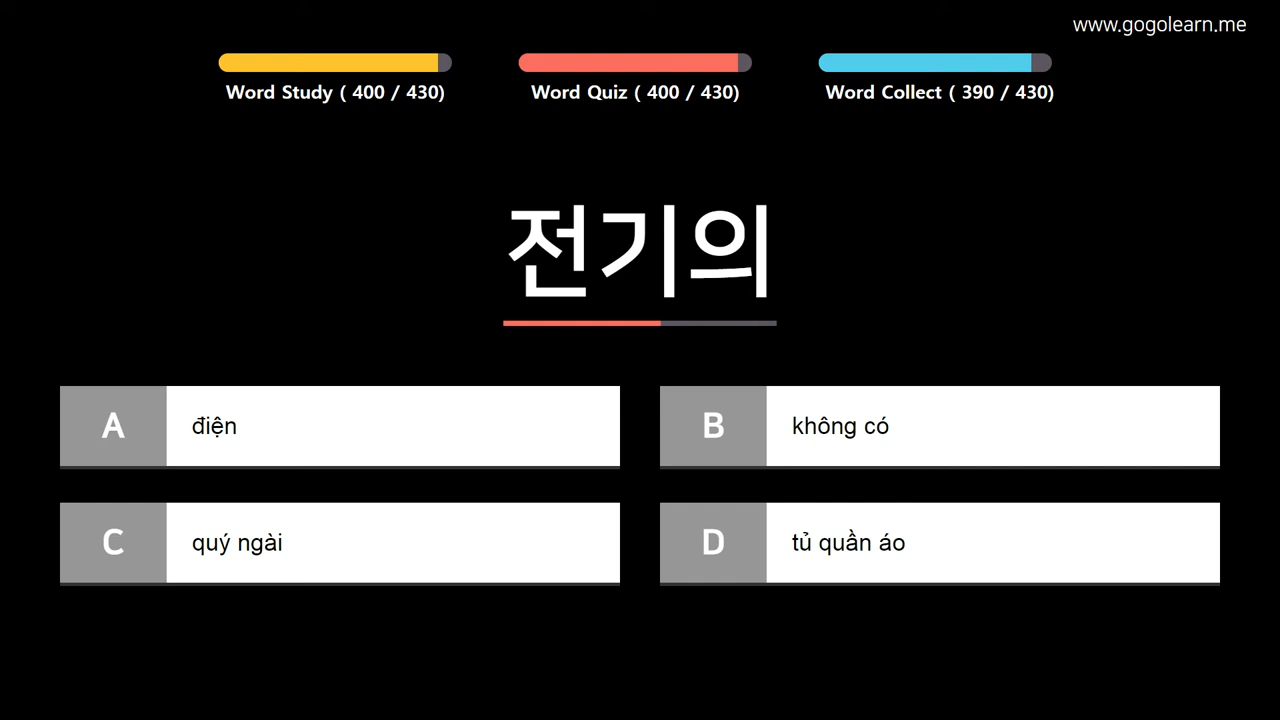 www.gogolearn.me
Word Study ( 400 / 430)
Word Quiz ( 400 / 430)
Word Collect ( 390 / 430)
전기의
A điện
B không có
C quý ngài
D tủ quần áo